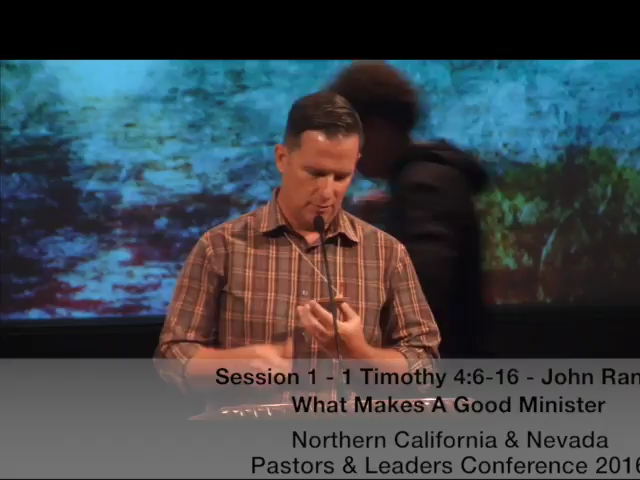 Session 1 - 1 Timothy 4:6-16 - John Ran
What Makes A Good Minister
Northern California & Nevada
Pastors & Leaders Conference 2016